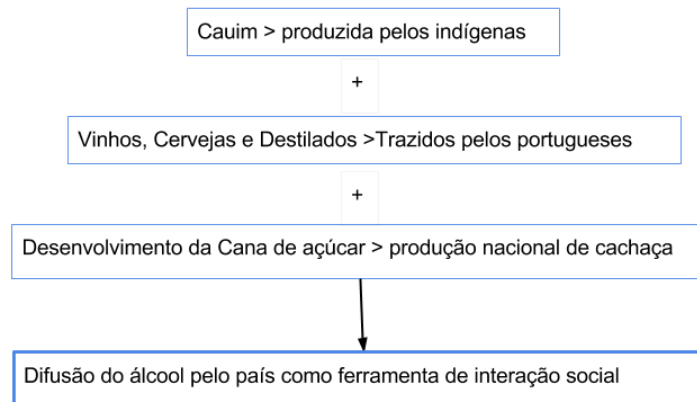 Cauim > produzida pelos indígenas
+
Vinhos, Cervejas e Destilados >Trazidos pelos portugueses
+
Desenvolvimento da Cana de açúcar > produção nacional de cachaça
Difusão do álcool pelo país como ferramenta de interação social